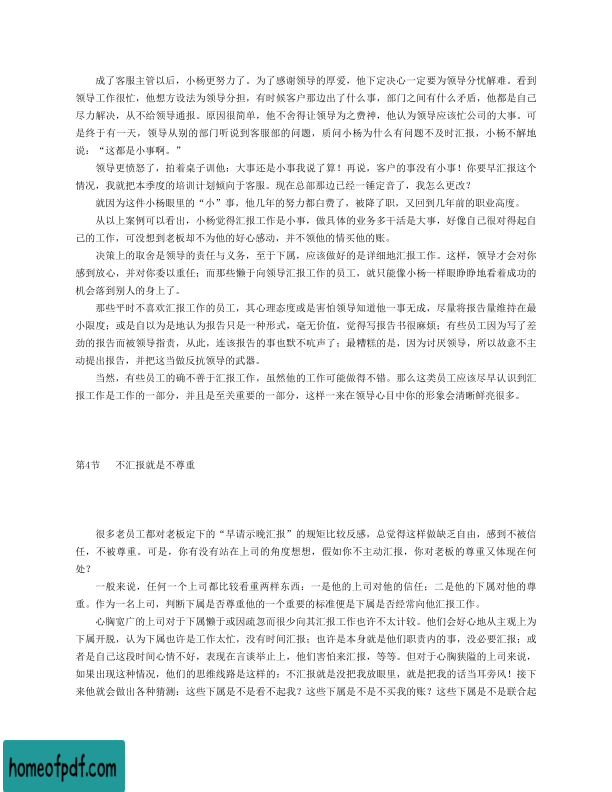 成了客服主管以后，小杨更努力了。为了感谢领导的厚爱，他下定决心一定要为领导分忧解难。看到
领导工作很忙，他想方设法为领导分担，有时候客户那边出了什么事，部门之间有什么矛盾，他都是自己
尽力解决，从不给领导通报。原因很简单，他不舍得让领导为之费神，他认为领导应该忙公司的大事。可
是终于有一天，领导从别的部门听说到客服部的问题，质问小杨为什么有问题不及时汇报，小杨不解地
说：“这都是小事啊。”
领导更愤怒了，拍着桌子训他；大事还是小事我说了算！再说，客户的事没有小事！你要早汇报这个
情况，我就把本季度的培训计划倾向于客服。现在总部那边已经一锤定音了，我怎么更改？
就因为这件小杨眼里的“小”事，他几年的努力都白费了，被降了职，又回到几年前的职业高度。
从以上案例可以看出，小杨觉得汇报工作是小事，做具体的业务多干活是大事，好像自己很对得起自
己的工作，可没想到老板却不为他的好心感动，并不领他的情买他的账。
决策上的取舍是领导的责任与义务，至于下属，应该做好的是详细地汇报工作。这样，领导才会对你
感到放心，并对你委以重任；而那些懒于向领导汇报工作的员工，就只能像小杨一样眼睁睁地看着成功的
机会落到别人的身上了。
那些平时不喜欢汇报工作的员工，其心理态度或是害怕领导知道他一事无成，尽量将报告量维持在最
小限度；或是自以为是地认为报告只是一种形式，毫无价值，觉得写报告书很麻烦；有些员工因为写了差
劲的报告而被领导指责，从此，连该报告的事也默不吭声了；最糟糕的是，因为讨厌领导，所以故意不主
动提出报告，并把这当做反抗领导的武器。
当然，有些员工的确不善于汇报工作，虽然他的工作可能做得不错。那么这类员工应该尽早认识到汇
报工作是工作的一部分，并且是至关重要的一部分，这样一来在领导心目中你的形象会清晰鲜亮很多。
第4节 不汇报就是不尊重
很多老员工都对老板定下的“早请示晚汇报”的规矩比较反感，总觉得这样做缺乏自由，感到不被信
任，不被尊重。可是，你有没有站在上司的角度想想，假如你不主动汇报，你对老板的尊重又体现在何
处？
一般来说，任何一个上司都比较看重两样东西：一是他的上司对他的信任；二是他的下属对他的尊
重。作为一名上司，判断下属是否尊重他的一个重要的标准便是下属是否经常向他汇报工作。
心胸宽广的上司对于下属懒于或因疏忽而很少向其汇报工作也许不太计较。他们会好心地从主观上为
下属开脱，认为下属也许是工作太忙，没有时间汇报；也许是本身就是他们职责内的事，没必要汇报；或
者是自己这段时间心情不好，表现在言谈举止上，他们害怕来汇报，等等。但对于心胸狭隘的上司来说，
如果出现这种情况，他们的思维线路是这样的：不汇报就是没把我放眼里，就是把我的话当耳旁风！接下
来他就会做出各种猜测：这些下属是不是看不起我？这些下属是不是不买我的账？这些下属是不是联合起
homeofpdf.com